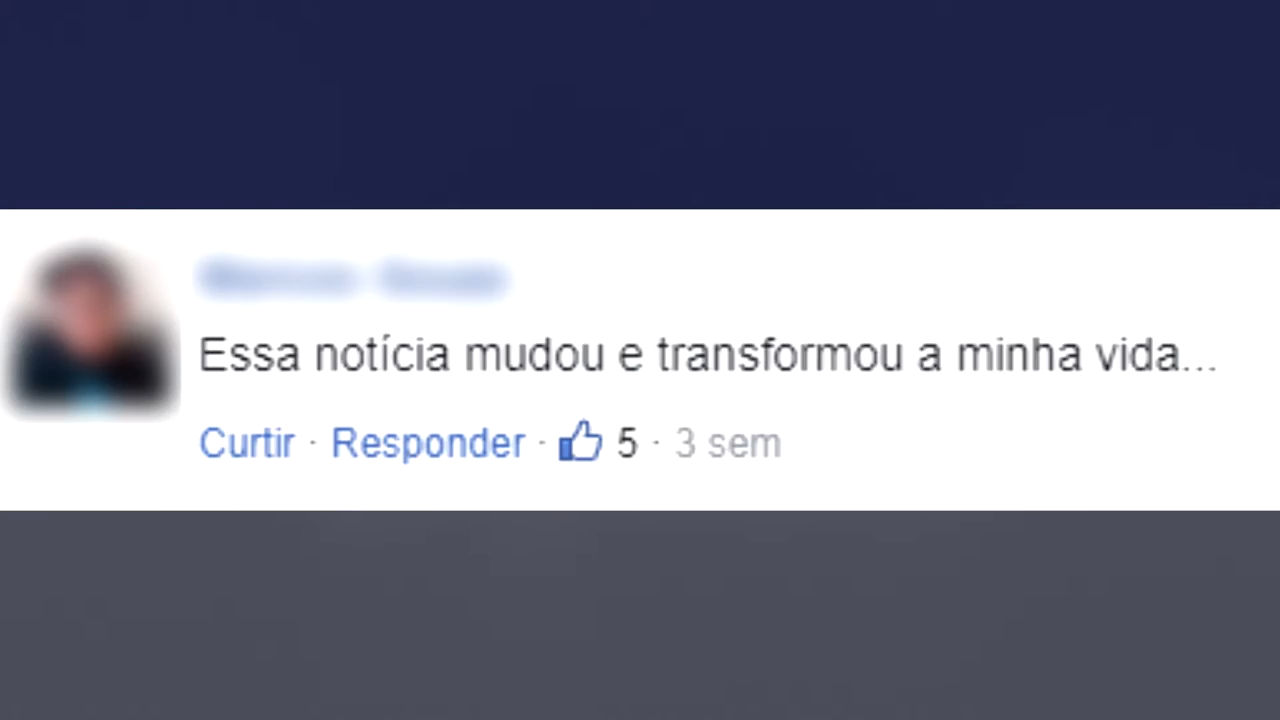 Essa notícia mudou e transformou a minha vida...
Curtir · Responder · 5 · 3 sem